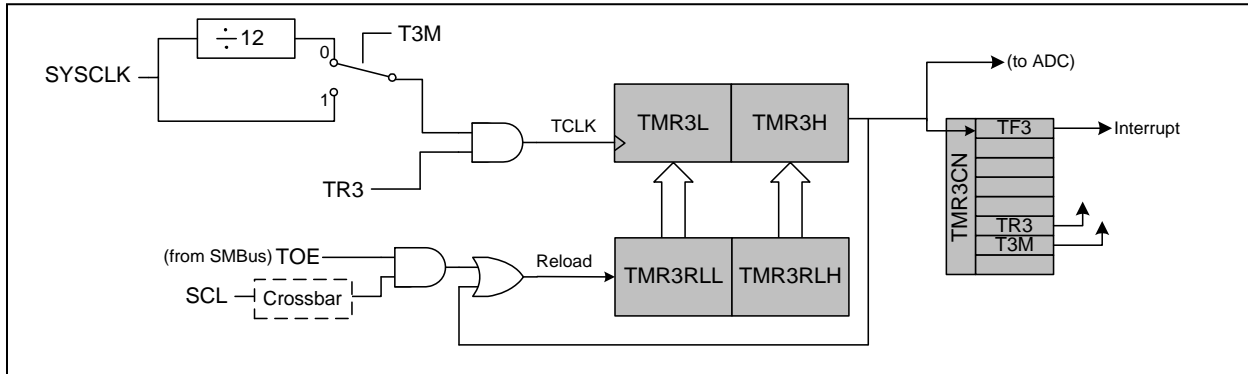 ÷ 12
T3M
0
SYSCLK
1
(to ADC)
TCLK
TMR3L
TMR3H
TF3
Interrupt
TR3
TMR3CN
TR3
T3M
(from SMBus) TOE
Reload
TMR3RLL
TMR3RLH
SCL
Crossbar